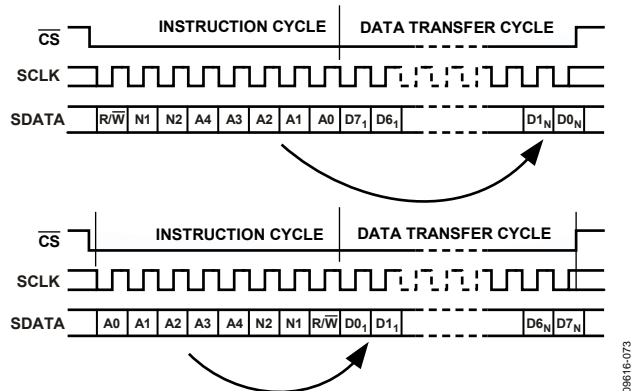 INSTRUCTION CYCLE DATA TRANSFER CYCLE
CS
SCLK
SDATA R/W N1 N2 A4 A3 A2 A1 A0 D7₁ D6₁ D1N D0N
INSTRUCTION CYCLE DATA TRANSFER CYCLE
CS
SCLK
SDATA A0 A1 A2 A3 A4 N2 N1 R/W D0₁ D1₁ D6N D7N
09616-073